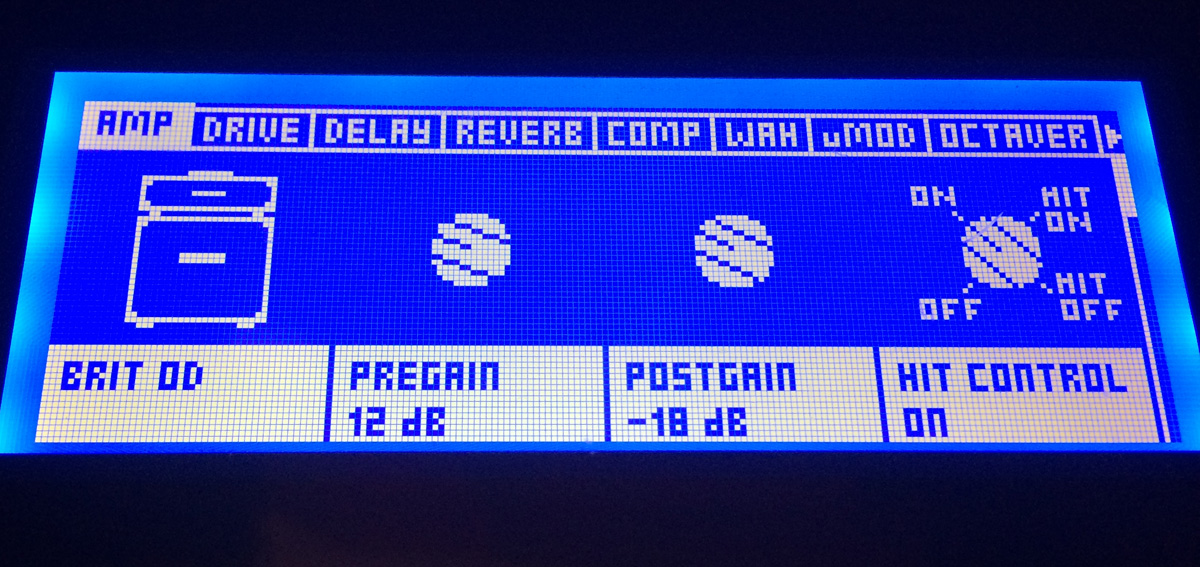 AMP DRIVE DELAY REVERB COMP WAH uMOD OCTAVER
ON HIT ON
OFF HIT OFF
BRIT OD PREGAIN POSTGAIN HIT CONTROL
12 dB -18 dB ON